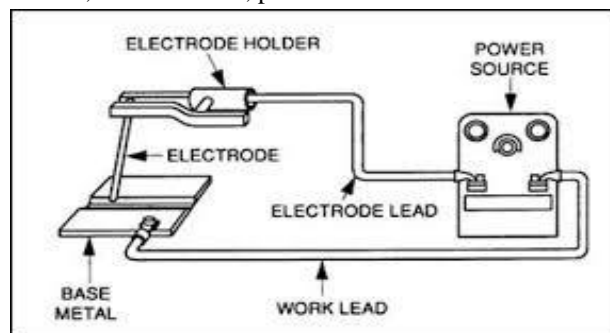 ELECTRODE HOLDER
POWER
SOURCE
ELECTRODE
ELECTRODE LEAD
BASE
METAL
WORK LEAD